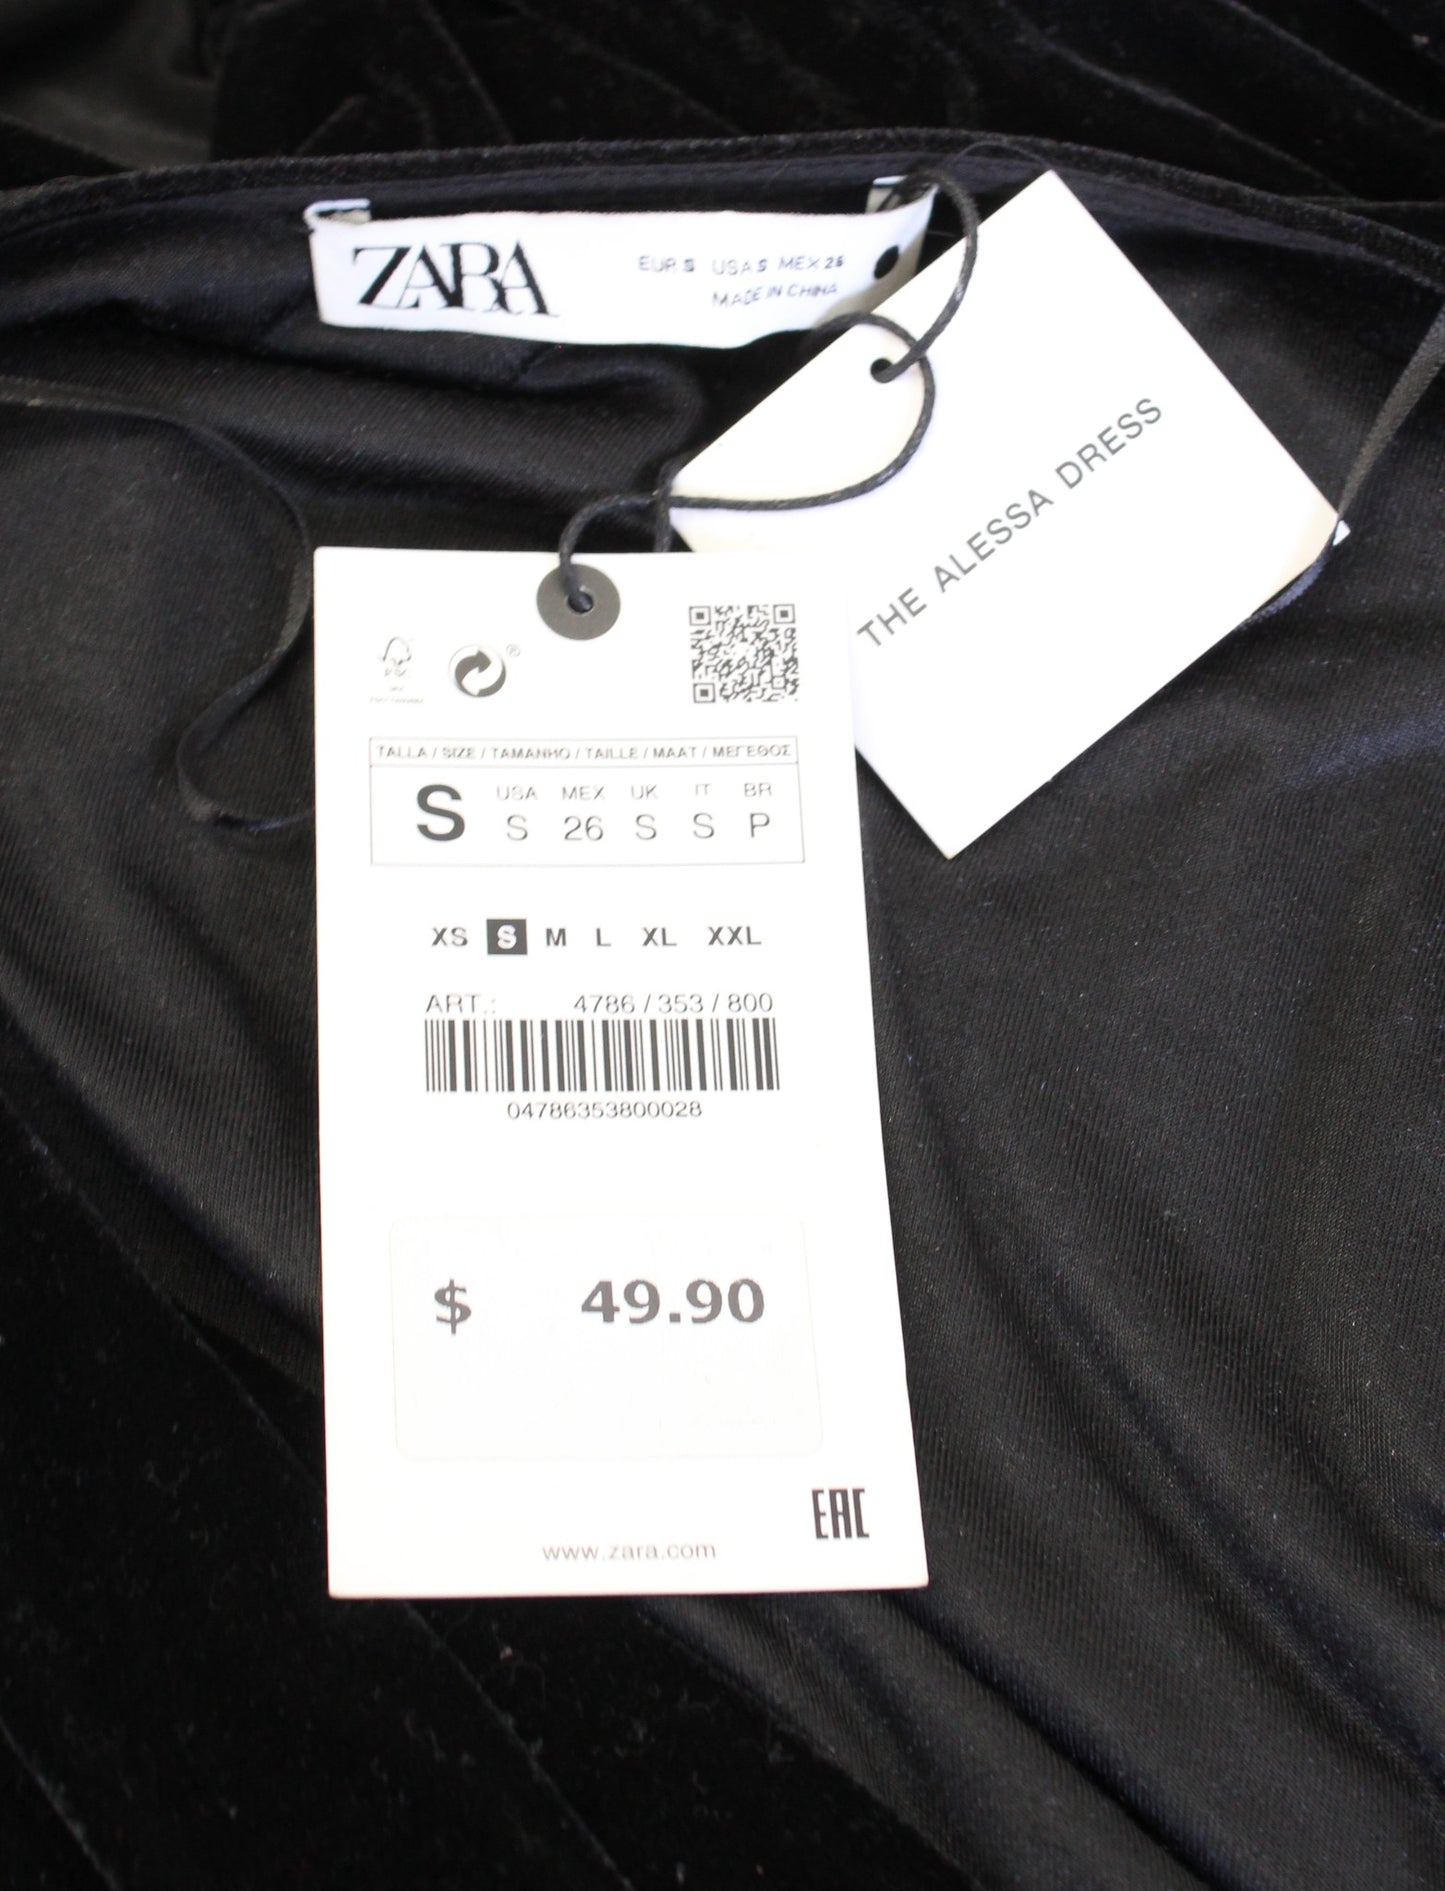 ZARA
EUR S USA S MEX 26
MADE IN CHINA
THE ALESSA DRESS
FSC
®
TALLA / SIZE / TAMANHO / TAILLE / MAAT / ΜΕΓΕΘΟΣ
S USA MEX UK IT BR
S 26 S S P
XS S M L XL XXL
ART.: 4786 / 353 / 800
04786353800028
$ 49.90
EAC
www.zara.com